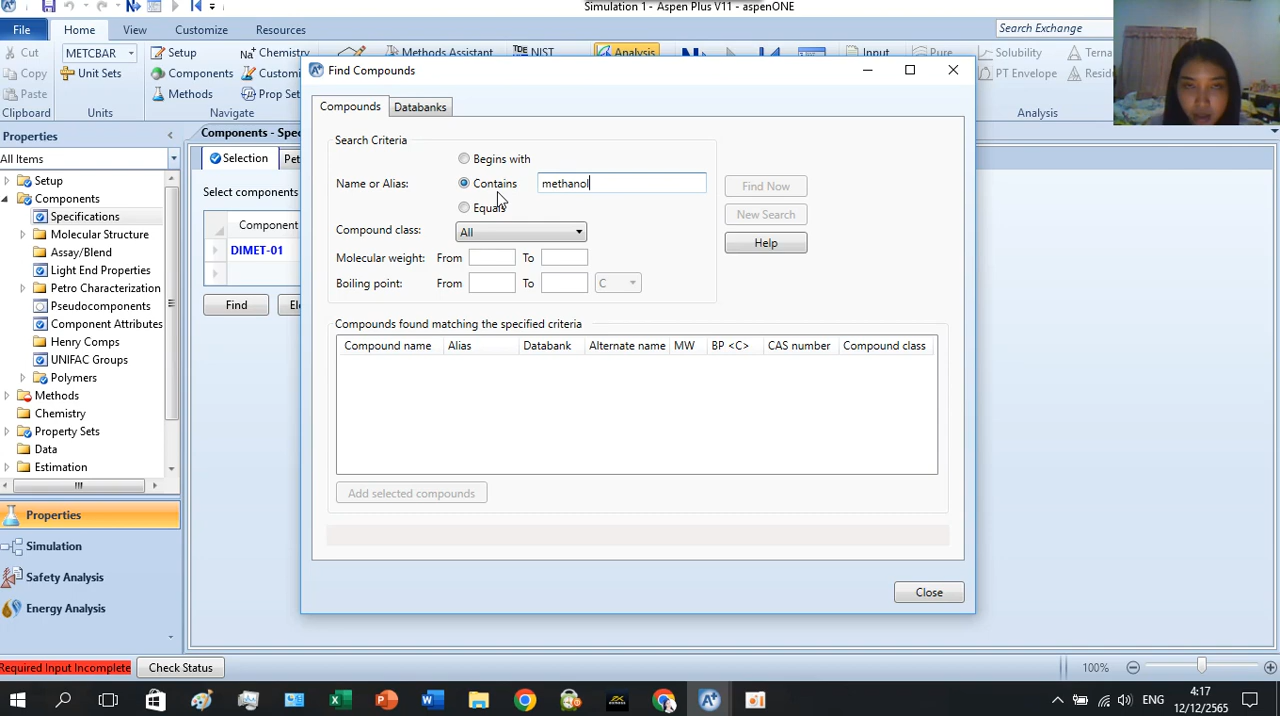 Simulation 1 - Aspen Plus V11 - aspenONE
File
Home
View
Customize
Resources
Search Exchange
Cut
METCBAR
Setup
Chemistry
Methods Assistant
NIST
Analysis
Input
Pure
Solubility
Terna
Copy
Unit Sets
Components
Customi
PT Envelope
Resid
Paste
Methods
Prop Set
Clipboard
Units
Navigate
Analysis
Properties
All Items
Setup
Components
Specifications
Molecular Structure
Assay/Blend
Light End Properties
Petro Characterization
Pseudocomponents
Component Attributes
Henry Comps
UNIFAC Groups
Polymers
Methods
Chemistry
Property Sets
Data
Estimation
Properties
Simulation
Safety Analysis
Energy Analysis
Components - Spec
Selection
Pet
Select components
Component
DIMET-01
Find
Ele
Find Compounds
Compounds
Databanks
Search Criteria
Begins with
Name or Alias:
Contains
methanol
Equals
Find Now
New Search
Help
Compound class:
All
Molecular weight:
From
To
Boiling point:
From
To
C
Compounds found matching the specified criteria
Compound name
Alias
Databank
Alternate name
MW
BP <C>
CAS number
Compound class
Add selected compounds
Close
Required Input Incomplete
Check Status
100%
ENG
4:17
12/12/2565